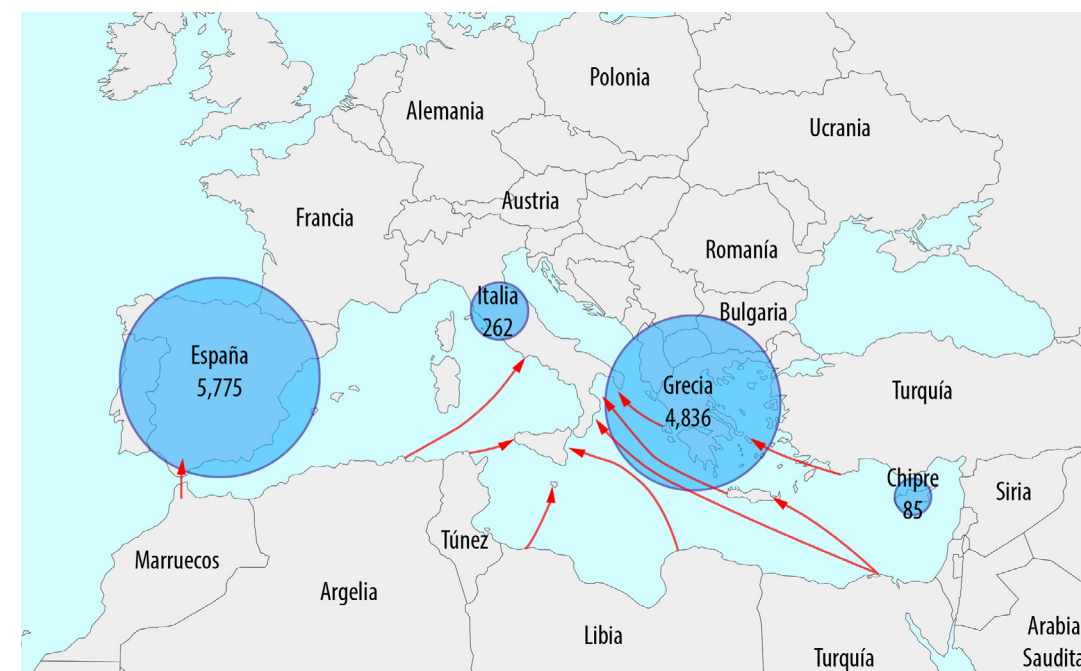 Polonia
Alemania
Ucrania
Austria
Francia
Romanía
Italia
262
Bulgaria
España
5,775
Grecia
4,836
Turquía
Chipre
85
Siria
Túnez
Marruecos
Argelia
Libia
Arabia
Saudita
Turquía